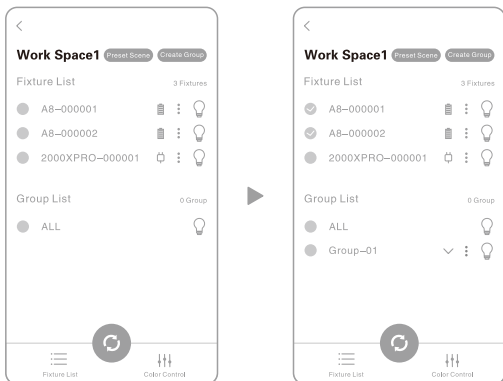 Work Space1 Preset Scene Create Group
Fixture List 3 Fixtures
A8–000001
A8–000002
2000XPRO–000001
Group List 0 Group
ALL
Fixture List Color Control
Work Space1 Preset Scene Create Group
Fixture List 3 Fixtures
A8–000001
A8–000002
2000XPRO–000001
Group List 0 Group
ALL
Group–01
Fixture List Color Control